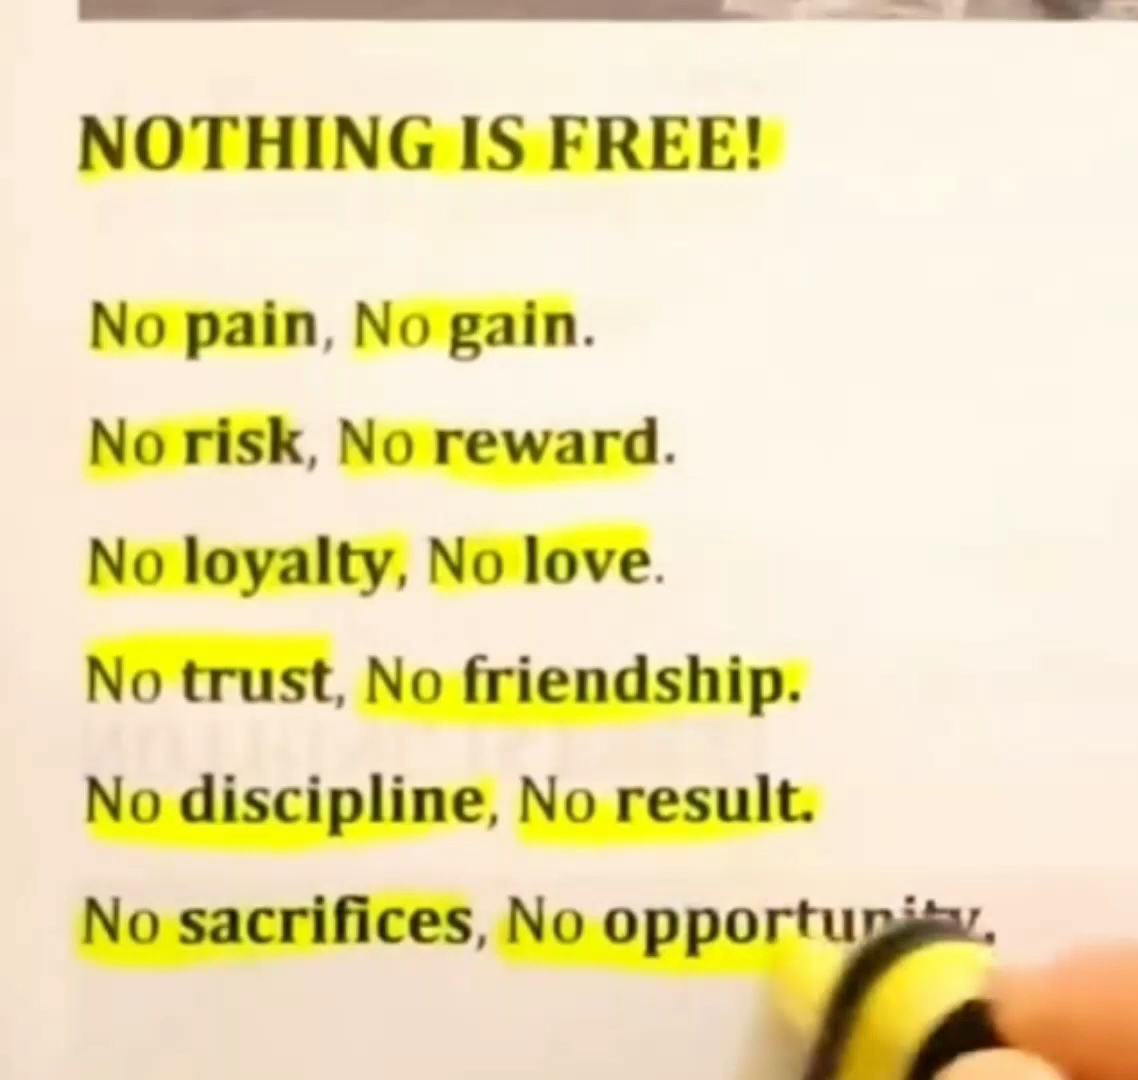 NOTHING IS FREE!
No pain, No gain.
No risk, No reward.
No loyalty, No love.
No trust, No friendship.
No discipline, No result.
No sacrifices, No opportunity.